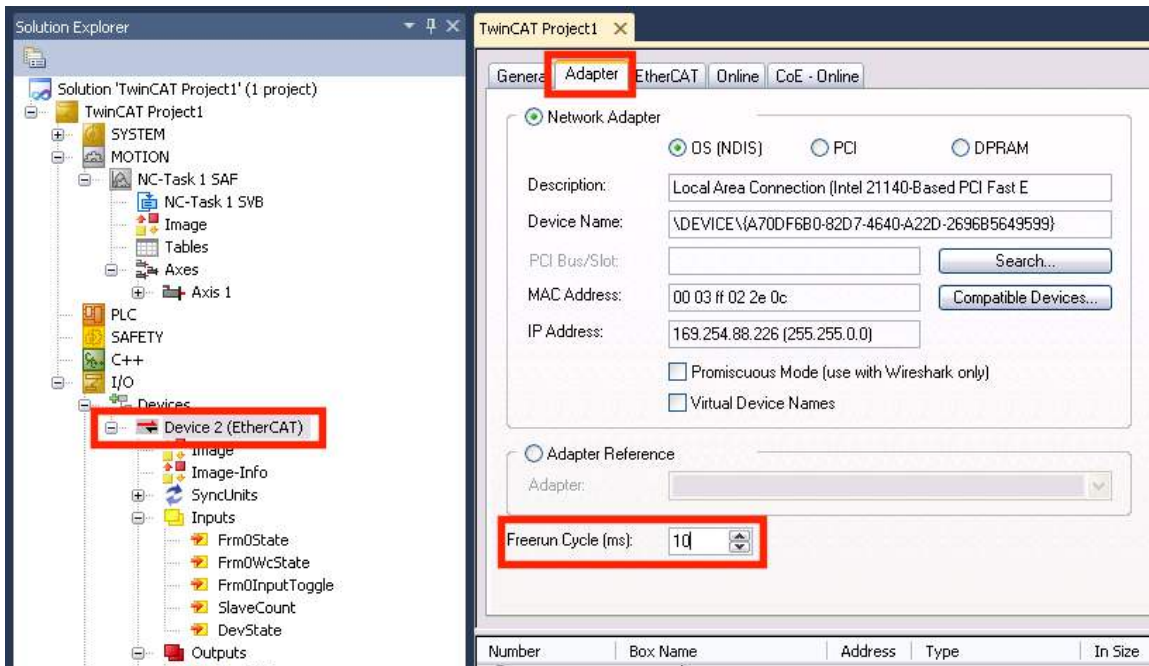 Solution Explorer
Solution 'TwinCAT Project1' (1 project)
TwinCAT Project1
SYSTEM
MOTION
NC-Task 1 SAF
NC-Task 1 SVB
Image
Tables
Axes
Axis 1
PLC
SAFETY
C++
I/O
Devices
Device 2 (EtherCAT)
Image
Image-Info
SyncUnits
Inputs
Frm0State
Frm0WcState
Frm0InputToggle
SlaveCount
DevState
Outputs
TwinCAT Project1
General Adapter EtherCAT Online CoE - Online
Network Adapter
OS (NDIS) PCI DPRAM
Description: Local Area Connection (Intel 21140-Based PCI Fast E
Device Name: \DEVICE\{A70DF6B0-82D7-4640-A22D-2696B5649599}
PCI Bus/Slot: Search...
MAC Address: 00 03 ff 02 2e 0c Compatible Devices...
IP Address: 169.254.88.226 (255.255.0.0)
Promiscuous Mode (use with Wireshark only)
Virtual Device Names
Adapter Reference
Adapter:
Freerun Cycle (ms): 10
Number Box Name Address Type In Size